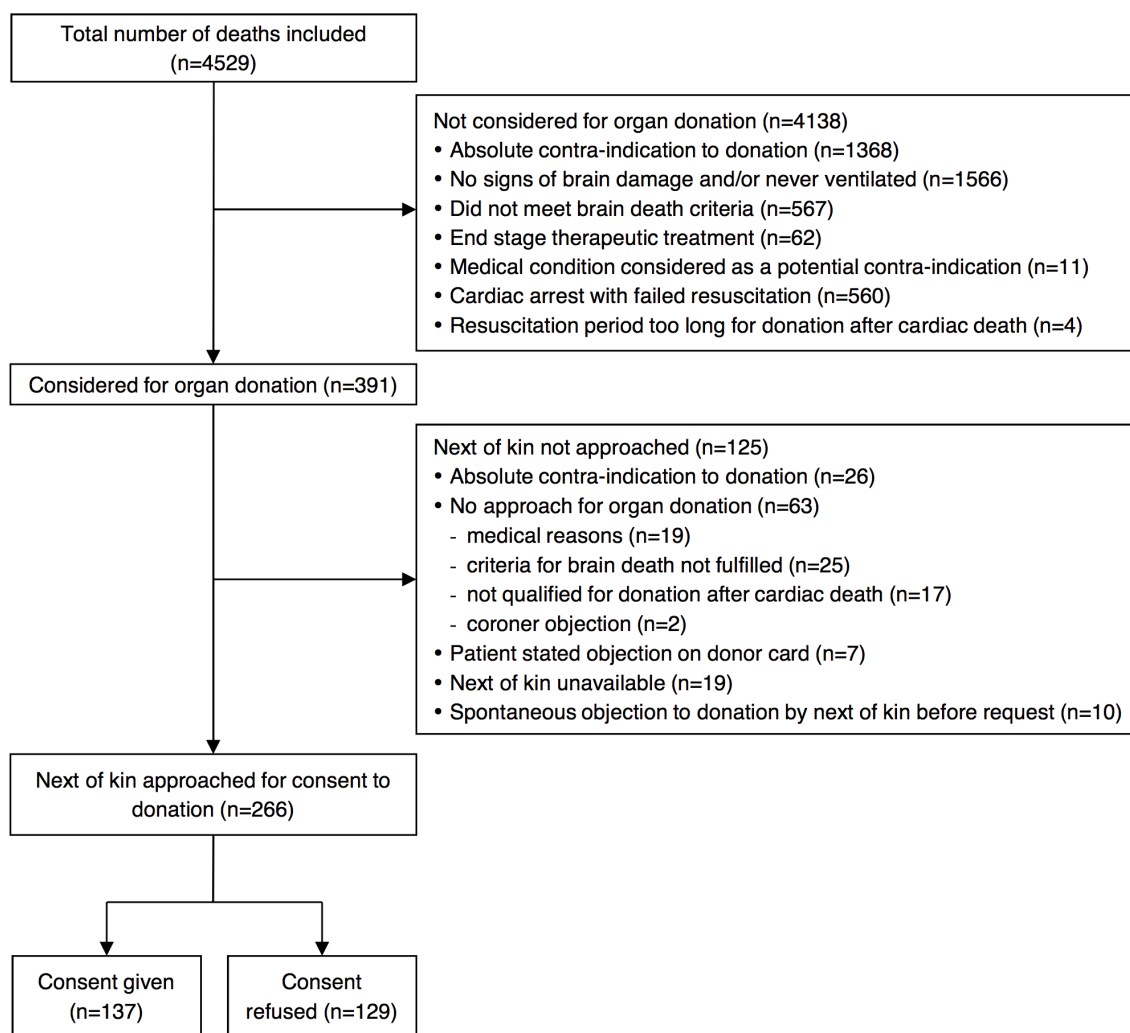 Total number of deaths included
(n=4529)
Not considered for organ donation (n=4138)
• Absolute contra-indication to donation (n=1368)
• No signs of brain damage and/or never ventilated (n=1566)
• Did not meet brain death criteria (n=567)
• End stage therapeutic treatment (n=62)
• Medical condition considered as a potential contra-indication (n=11)
• Cardiac arrest with failed resuscitation (n=560)
• Resuscitation period too long for donation after cardiac death (n=4)
Considered for organ donation (n=391)
Next of kin not approached (n=125)
• Absolute contra-indication to donation (n=26)
• No approach for organ donation (n=63)
- medical reasons (n=19)
- criteria for brain death not fulfilled (n=25)
- not qualified for donation after cardiac death (n=17)
- coroner objection (n=2)
• Patient stated objection on donor card (n=7)
• Next of kin unavailable (n=19)
• Spontaneous objection to donation by next of kin before request (n=10)
Next of kin approached for consent to
donation (n=266)
Consent given
(n=137)
Consent
refused (n=129)